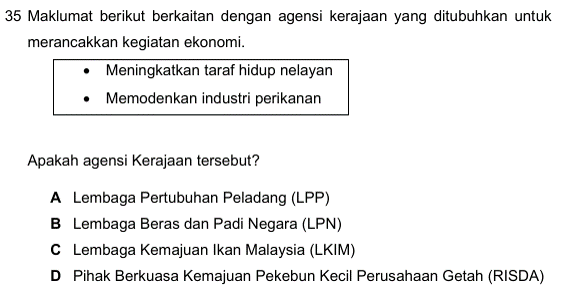 35 Maklumat berikut berkaitan dengan agensi kerajaan yang ditubuhkan untuk
merancakkan kegiatan ekonomi.
• Meningkatkan taraf hidup nelayan
• Memodenkan industri perikanan
Apakah agensi Kerajaan tersebut?
A Lembaga Pertubuhan Peladang (LPP)
B Lembaga Beras dan Padi Negara (LPN)
C Lembaga Kemajuan Ikan Malaysia (LKIM)
D Pihak Berkuasa Kemajuan Pekebun Kecil Perusahaan Getah (RISDA)